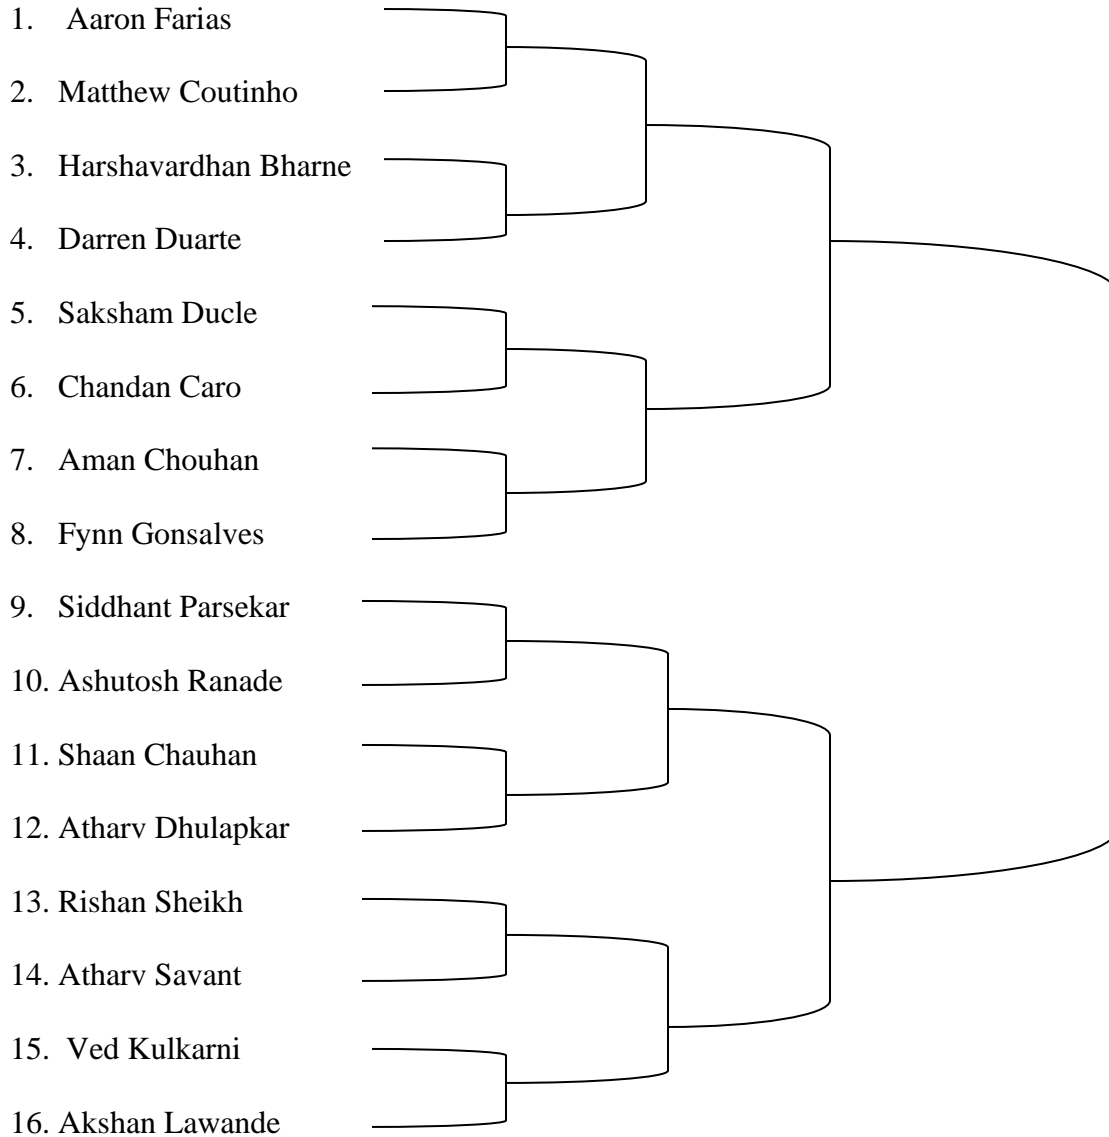 1. Aaron Farias
2. Matthew Coutinho
3. Harshavardhan Bharne
4. Darren Duarte
5. Saksham Ducle
6. Chandan Caro
7. Aman Chouhan
8. Fynn Gonsalves
9. Siddhant Parsekar
10. Ashutosh Ranade
11. Shaan Chauhan
12. Atharv Dhulapkar
13. Rishan Sheikh
14. Atharv Savant
15. Ved Kulkarni
16. Akshan Lawande